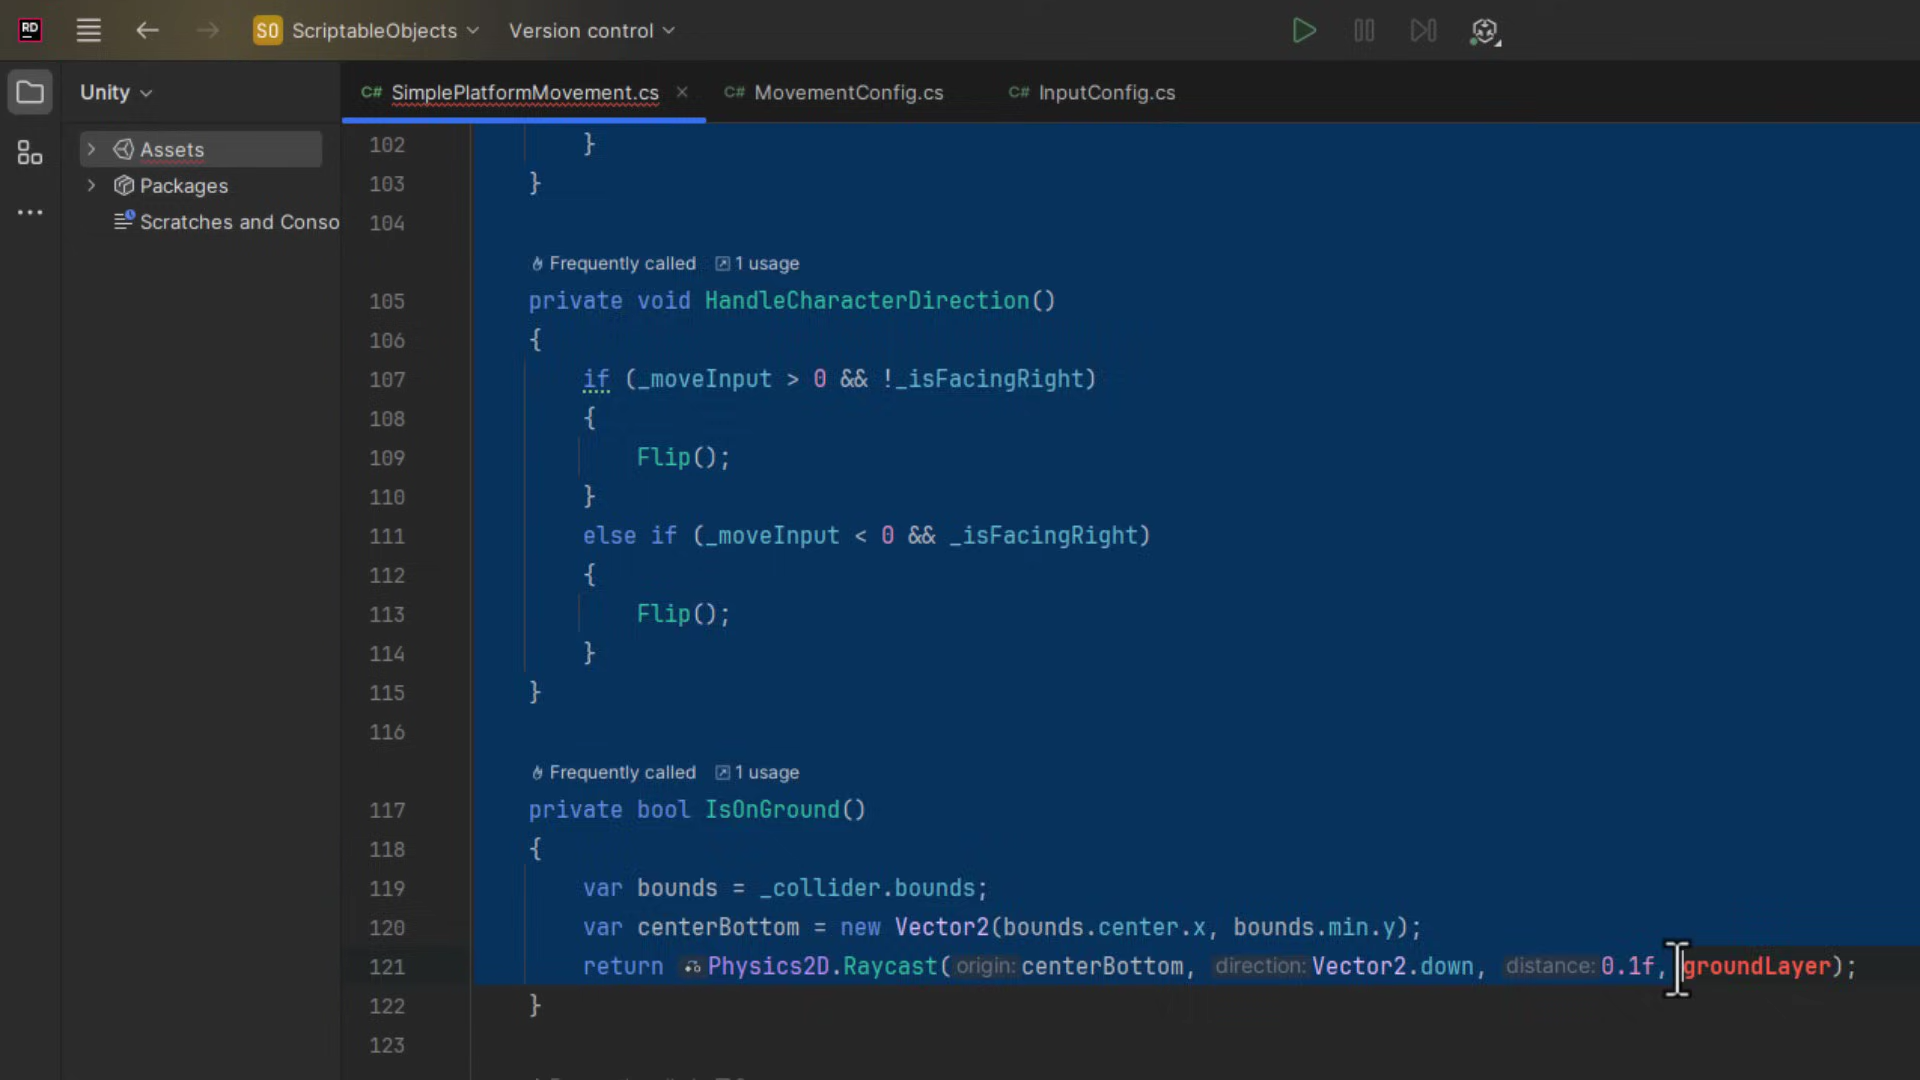 RD SO ScriptableObjects Version control
Unity C# SimplePlatformMovement.cs C# MovementConfig.cs C# InputConfig.cs
Assets
Packages
Scratches and Conso
102 }
103 }
104
Frequently called 1 usage
105 private void HandleCharacterDirection()
106 {
107 if (_moveInput > 0 && !_isFacingRight)
108 {
109 Flip();
110 }
111 else if (_moveInput < 0 && _isFacingRight)
112 {
113 Flip();
114 }
115 }
116
Frequently called 1 usage
117 private bool IsOnGround()
118 {
119 var bounds = _collider.bounds;
120 var centerBottom = new Vector2(bounds.center.x, bounds.min.y);
121 return Physics2D.Raycast( origin: centerBottom, direction: Vector2.down, distance: 0.1f, groundLayer);
122 }
123